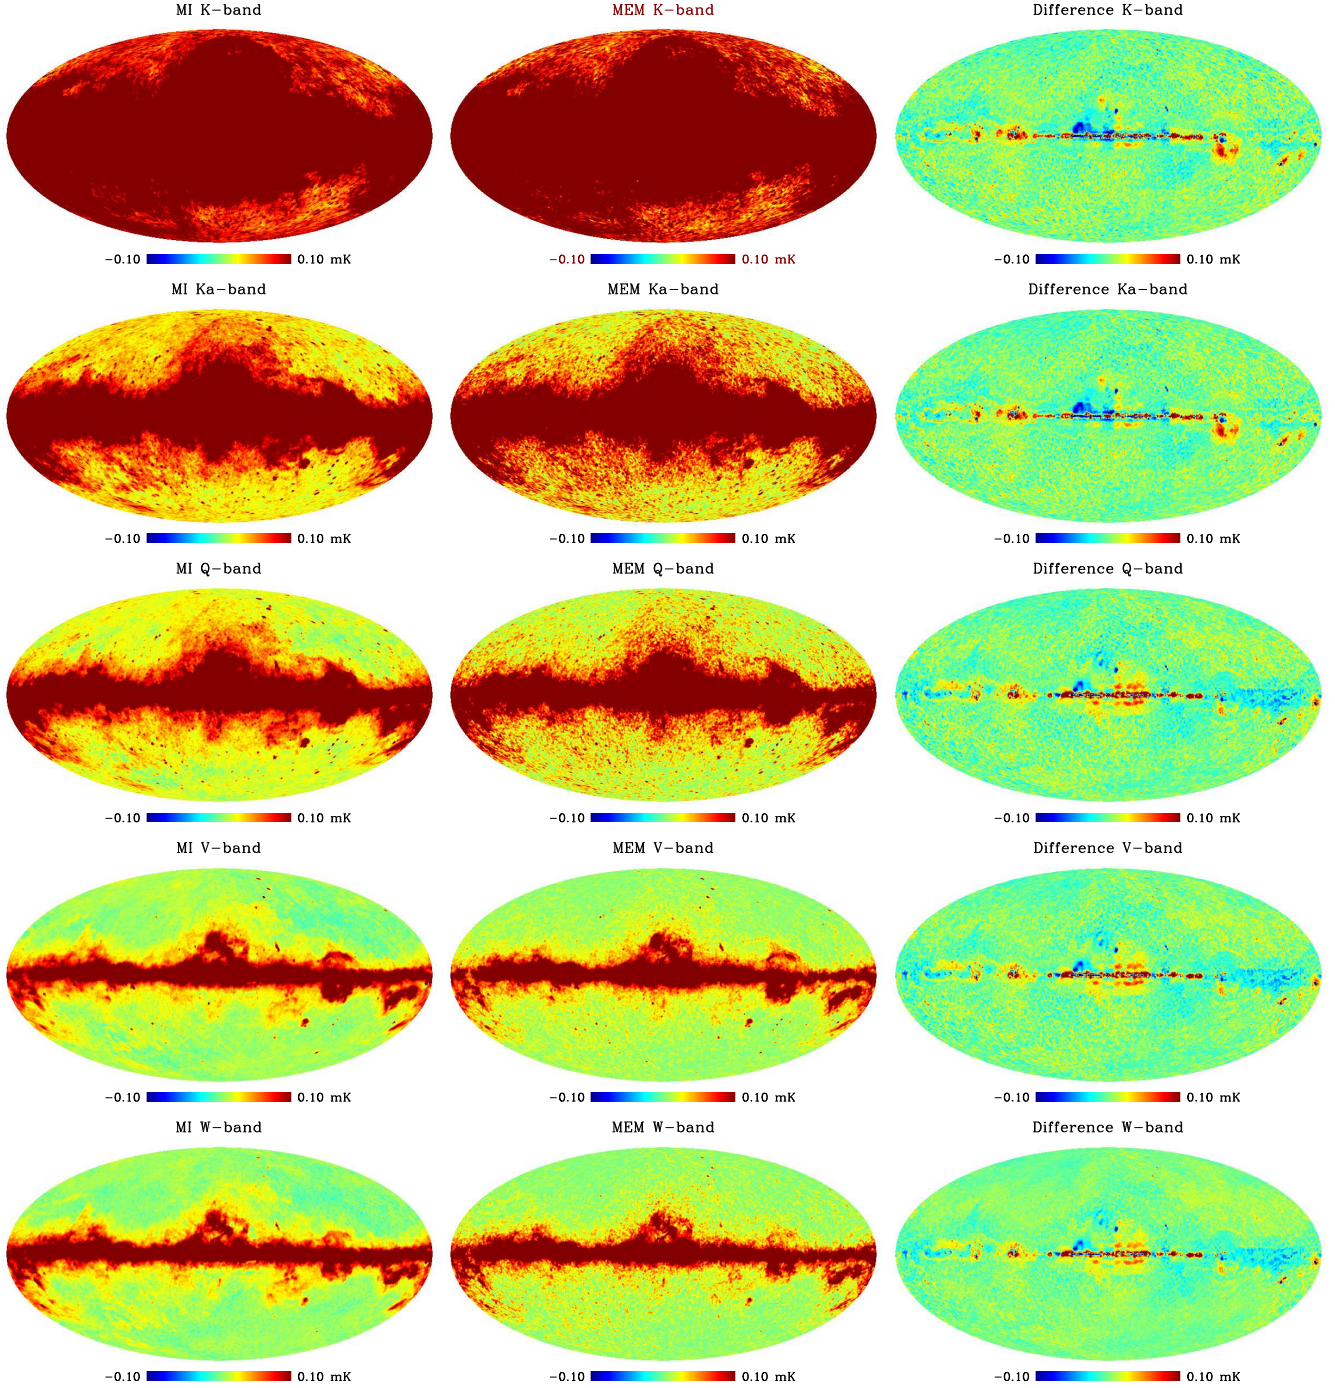 MI K-band MEM K-band Difference K-band
-0.10 0.10 mK -0.10 0.10 mK -0.10 0.10 mK
MI Ka-band MEM Ka-band Difference Ka-band
-0.10 0.10 mK -0.10 0.10 mK -0.10 0.10 mK
MI Q-band MEM Q-band Difference Q-band
-0.10 0.10 mK -0.10 0.10 mK -0.10 0.10 mK
MI V-band MEM V-band Difference V-band
-0.10 0.10 mK -0.10 0.10 mK -0.10 0.10 mK
MI W-band MEM W-band Difference W-band
-0.10 0.10 mK -0.10 0.10 mK -0.10 0.10 mK